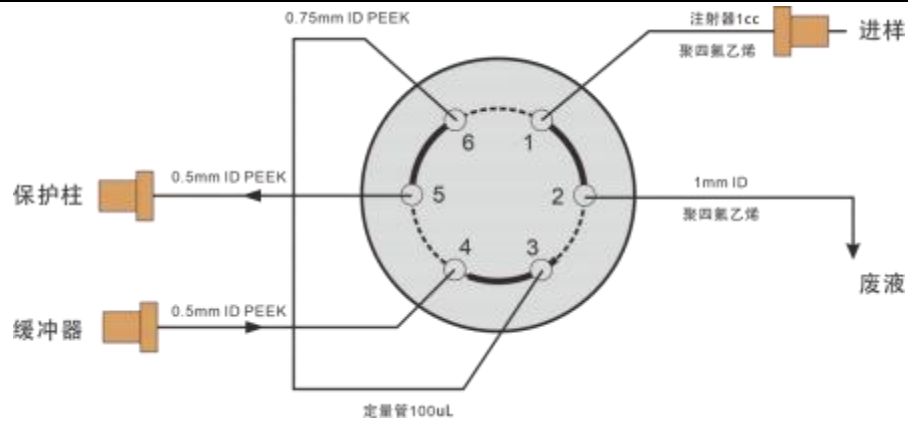 0.75mm ID PEEK
注射器1cc
进样
聚四氟乙烯
6
1
保护柱
0.5mm ID PEEK
5
2
1mm ID
聚四氟乙烯
4
3
废液
缓冲器
0.5mm ID PEEK
定量管100uL